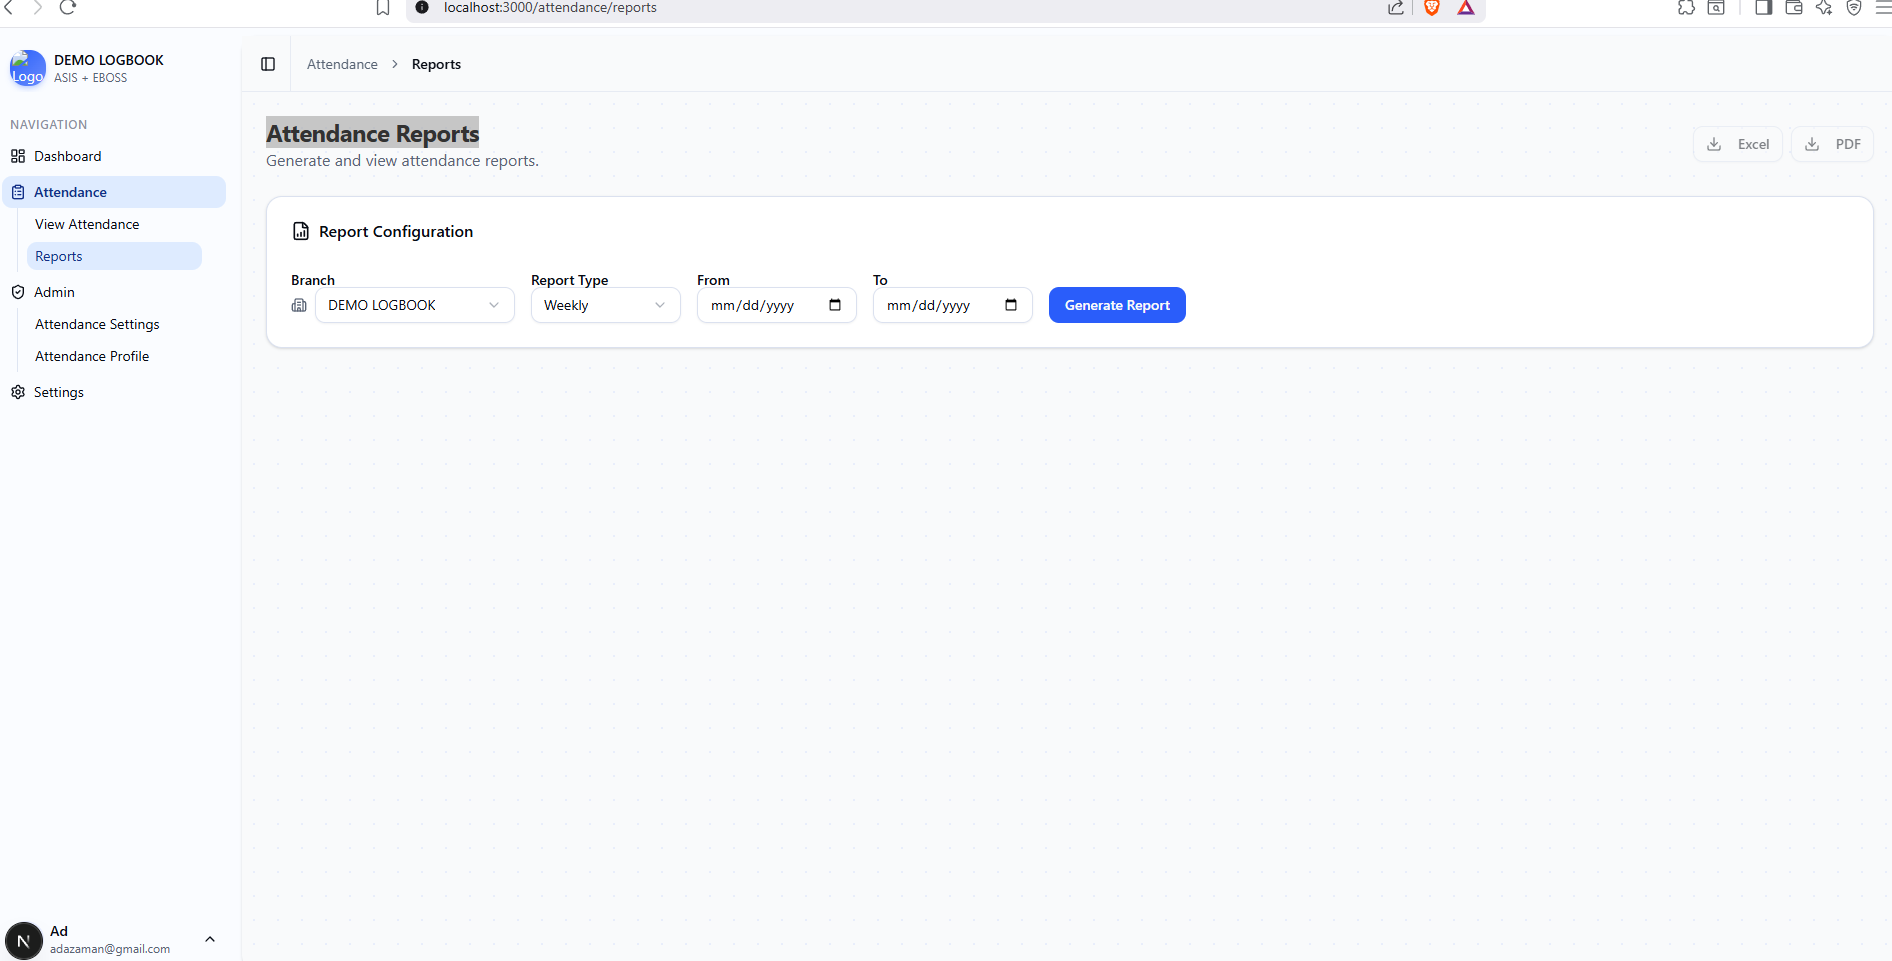 localhost:3000/attendance/reports
Logo
DEMO LOGBOOK
ASIS + EBOSS
NAVIGATION
Dashboard
Attendance
View Attendance
Reports
Admin
Attendance Settings
Attendance Profile
Settings
Attendance > Reports
Attendance Reports
Generate and view attendance reports.
Excel
PDF
Report Configuration
Branch Report Type From To
DEMO LOGBOOK Weekly mm/dd/yyyy mm/dd/yyyy Generate Report
N
Ad
adazaman@gmail.com